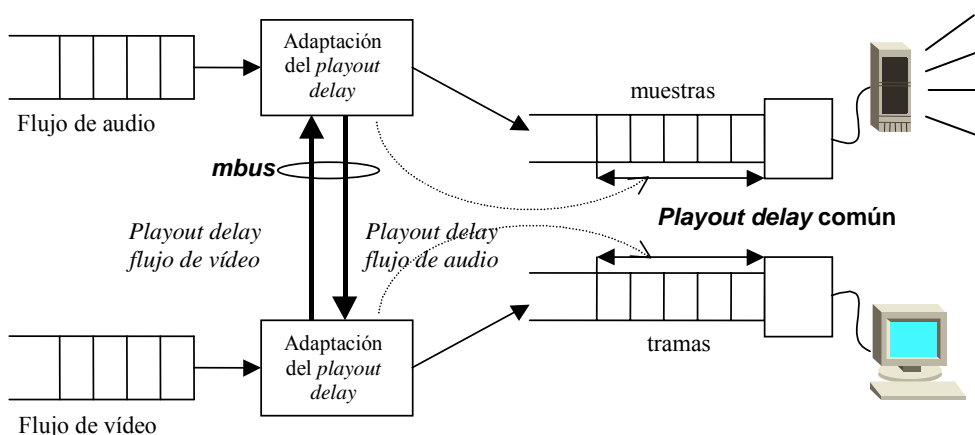 Adaptación
del playout
delay
muestras
Flujo de audio
mbus
Playout delay común
Playout delay
flujo de vídeo
Playout delay
flujo de audio
Adaptación
del playout
delay
tramas
Flujo de vídeo